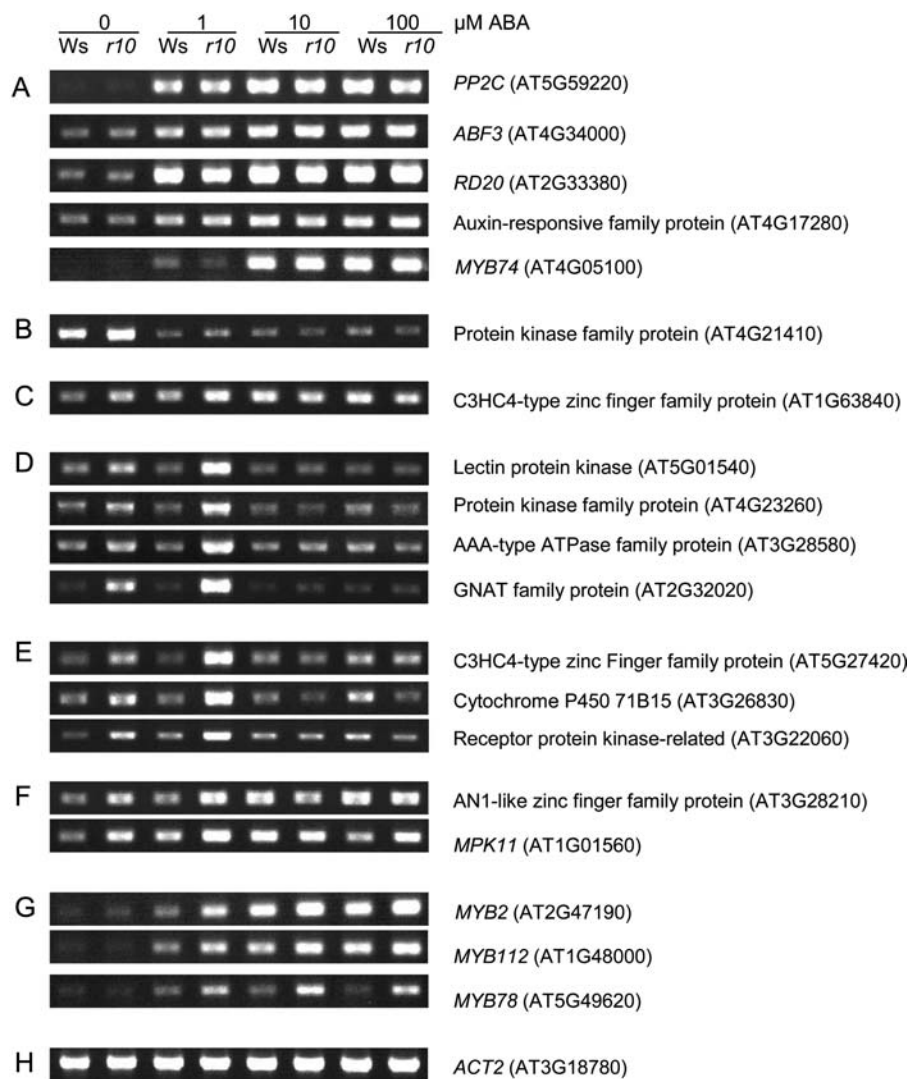 0 1 10 100 µM ABA
Ws r10 Ws r10 Ws r10 Ws r10
A
PP2C (AT5G59220)
ABF3 (AT4G34000)
RD20 (AT2G33380)
Auxin-responsive family protein (AT4G17280)
MYB74 (AT4G05100)
B
Protein kinase family protein (AT4G21410)
C
C3HC4-type zinc finger family protein (AT1G63840)
D
Lectin protein kinase (AT5G01540)
Protein kinase family protein (AT4G23260)
AAA-type ATPase family protein (AT3G28580)
GNAT family protein (AT2G32020)
E
C3HC4-type zinc Finger family protein (AT5G27420)
Cytochrome P450 71B15 (AT3G26830)
Receptor protein kinase-related (AT3G22060)
F
AN1-like zinc finger family protein (AT3G28210)
MPK11 (AT1G01560)
G
MYB2 (AT2G47190)
MYB112 (AT1G48000)
MYB78 (AT5G49620)
H
ACT2 (AT3G18780)